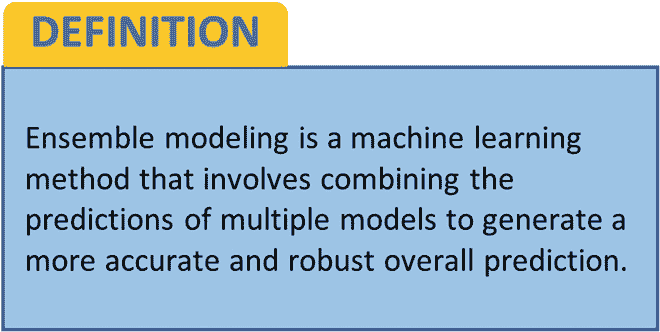 DEFINITION
Ensemble modeling is a machine learning
method that involves combining the
predictions of multiple models to generate a
more accurate and robust overall prediction.